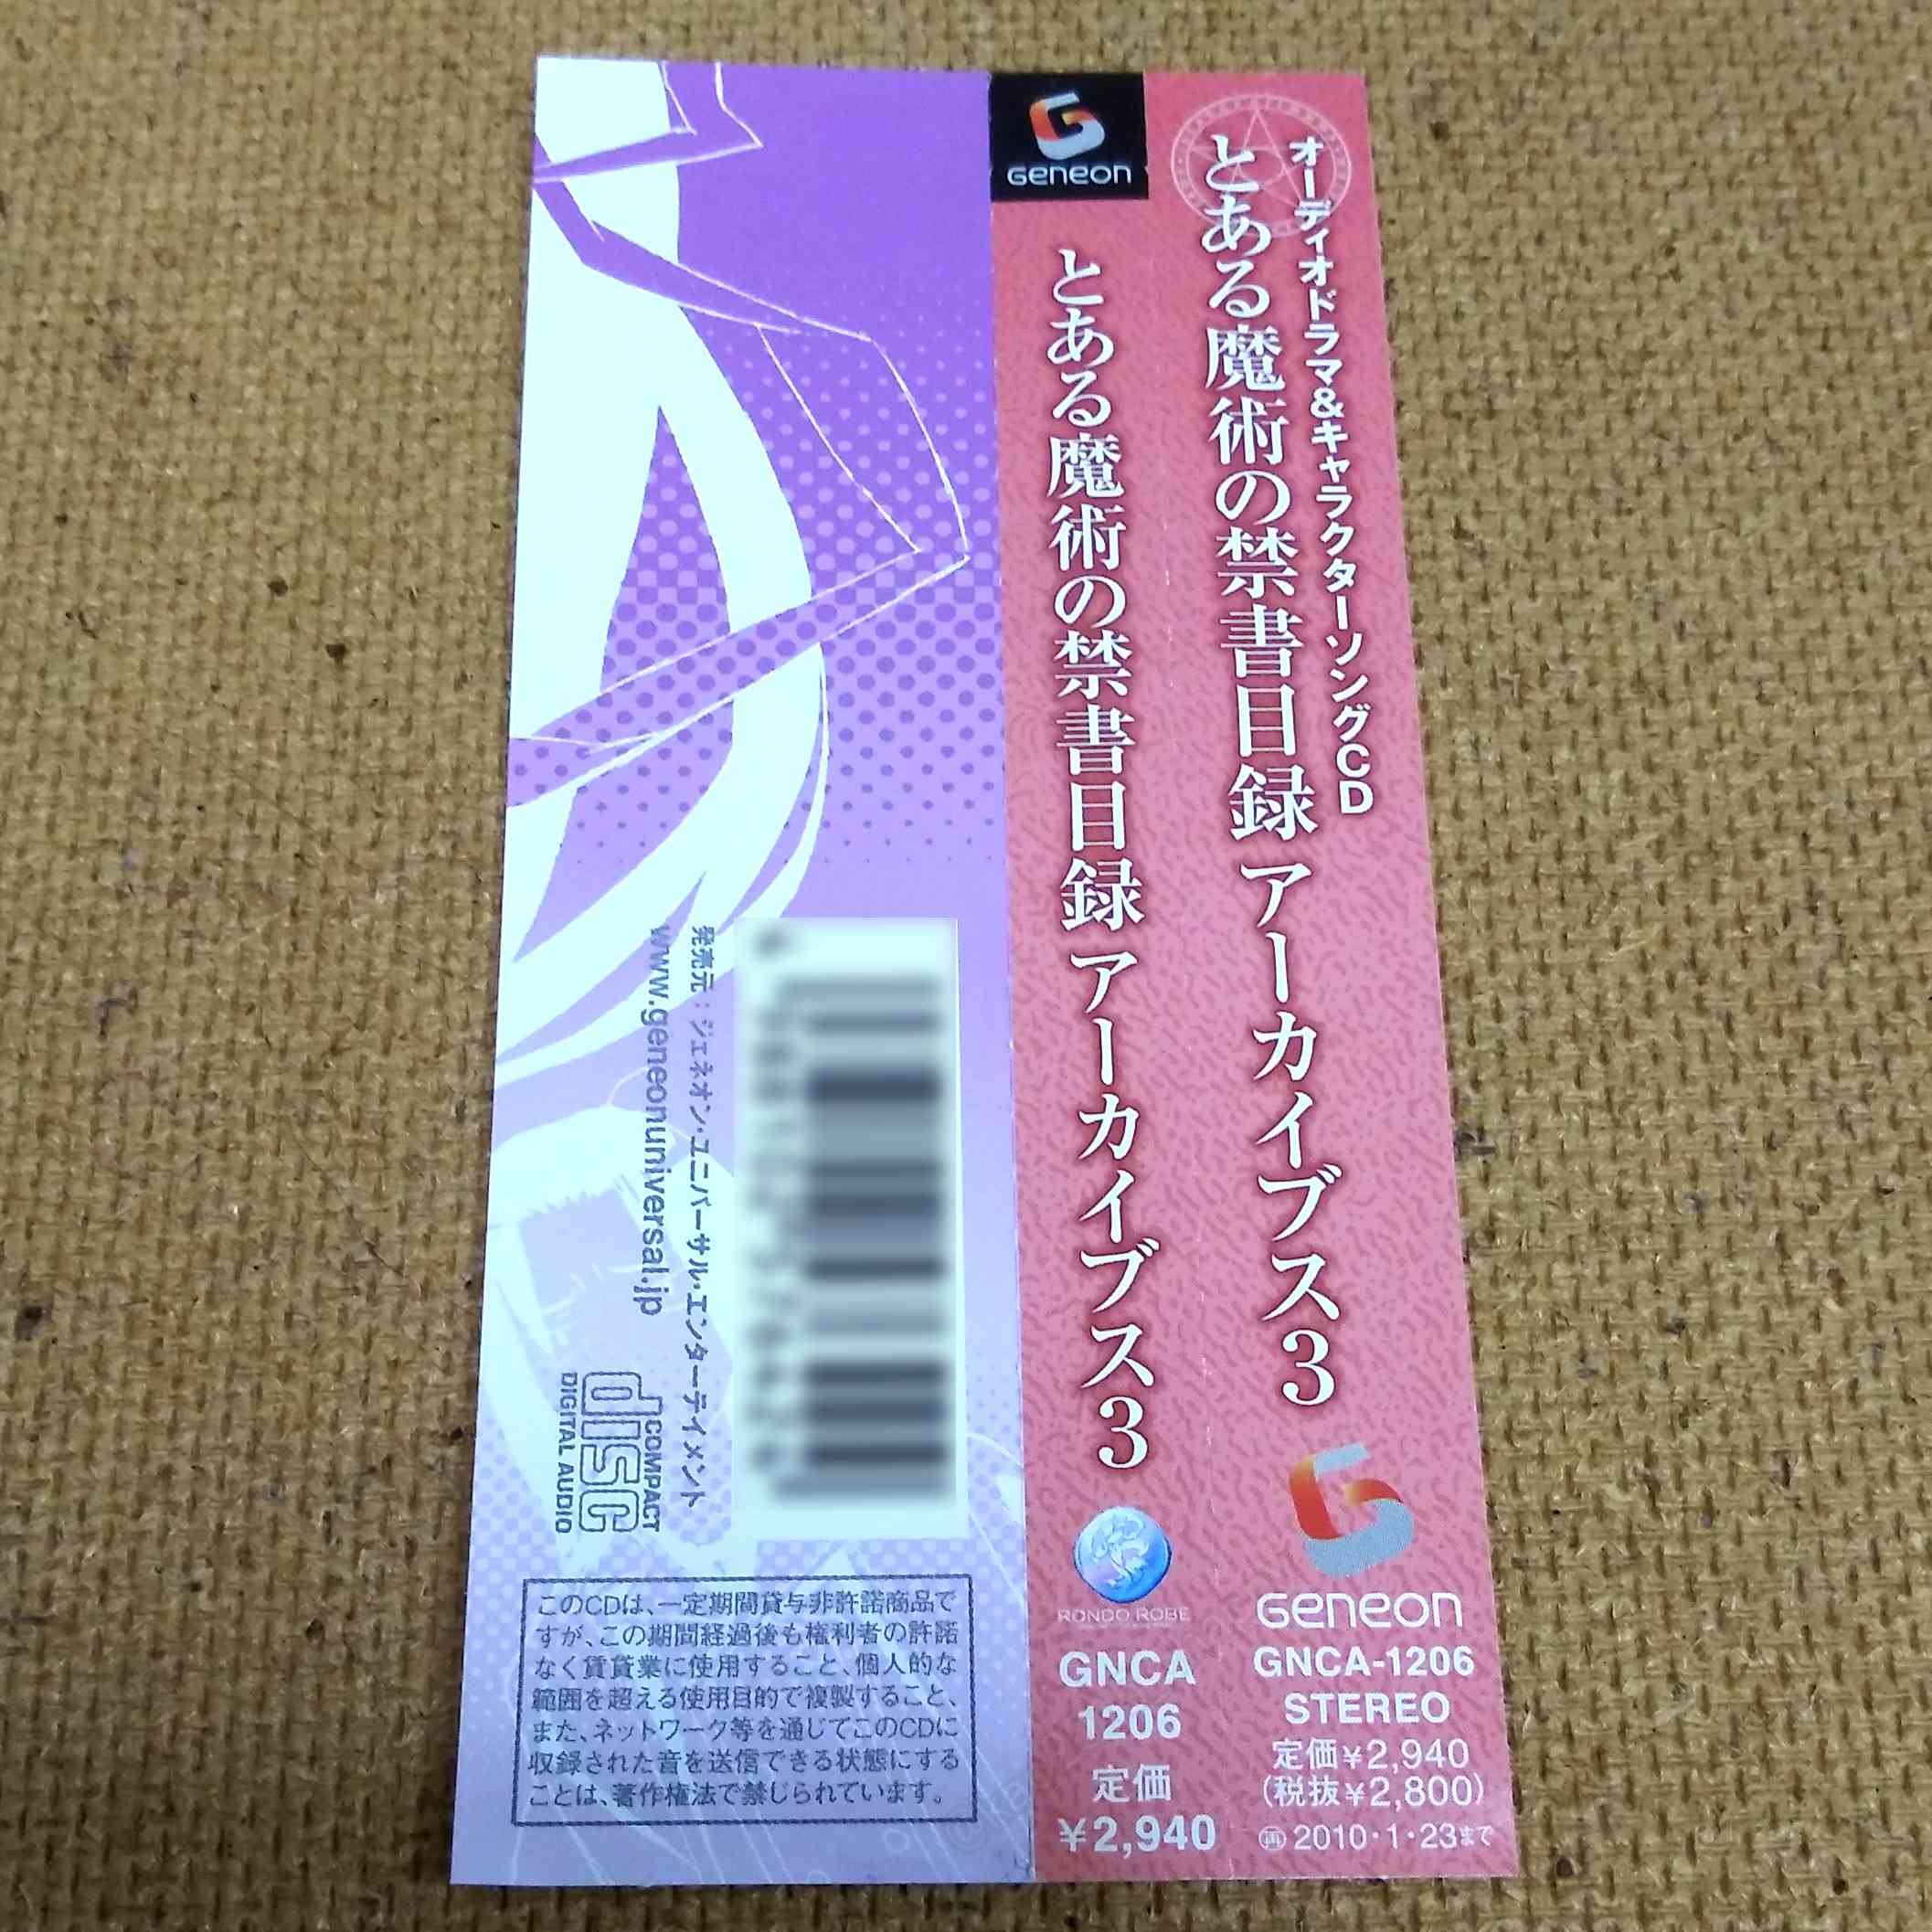 オーディオドラマ&キャラクターソングCD
とある魔術の禁書目録 アーカイブス3
Geneon
GNCA-1206
STEREO
定価¥2,940
(税抜¥2,800)
再 2010・1・23まで
Geneon
とある魔術の禁書目録 アーカイブス3
RONDO ROBE
GNCA
1206
定価
¥2,940
発売元：ジェネオン・ユニバーサル・エンターテイメント
www.geneonuniversal.jp
COMPACT
disc
DIGITAL AUDIO
このCDは、一定期間貸与非許諾商品で
すが、この期間経過後も権利者の許諾
なく賃貸業に使用すること、個人的な
範囲を超える使用目的で複製すること、
また、ネットワーク等を通じてこのCDに
収録された音を送信できる状態にする
ことは、著作権法で禁じられています。